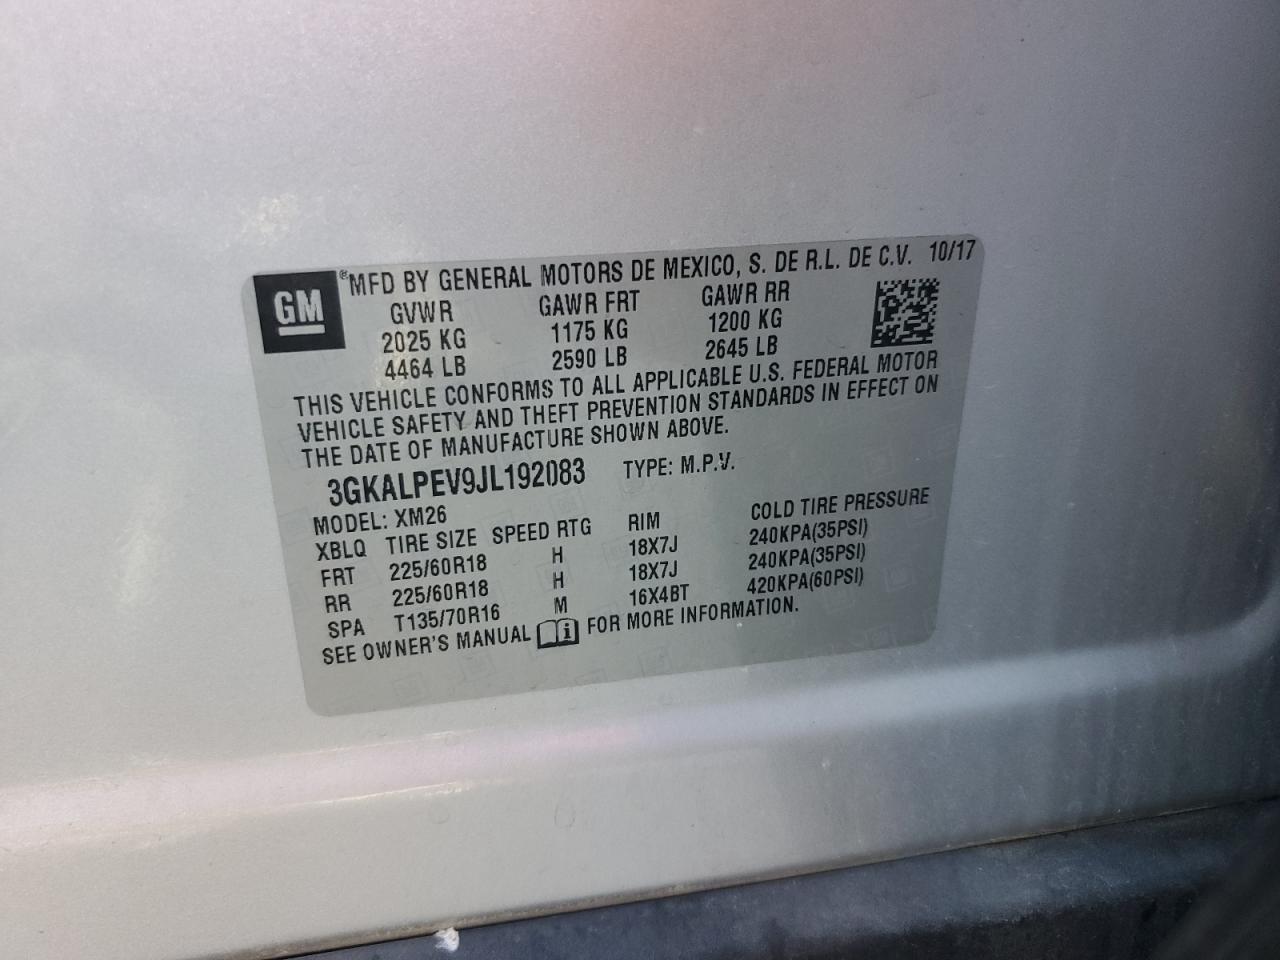 GM ® MFD BY GENERAL MOTORS DE MEXICO, S. DE R.L. DE C.V. 10/17
GVWR GAWR FRT GAWR RR
2025 KG 1175 KG 1200 KG
4464 LB 2590 LB 2645 LB
THIS VEHICLE CONFORMS TO ALL APPLICABLE U.S. FEDERAL MOTOR
VEHICLE SAFETY AND THEFT PREVENTION STANDARDS IN EFFECT ON
THE DATE OF MANUFACTURE SHOWN ABOVE.
3GKALPEV9JL192083 TYPE: M.P.V.
MODEL: XM26
XBLQ TIRE SIZE SPEED RTG RIM COLD TIRE PRESSURE
FRT 225/60R18 H 18X7J 240KPA(35PSI)
RR 225/60R18 H 18X7J 240KPA(35PSI)
SPA T135/70R16 M 16X4BT 420KPA(60PSI)
SEE OWNER'S MANUAL FOR MORE INFORMATION.